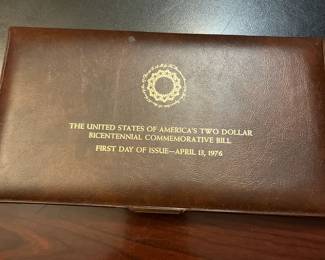 THE UNITED STATES OF AMERICA'S TWO DOLLAR
BICENTENNIAL COMMEMORATIVE BILL
FIRST DAY OF ISSUE—APRIL 13, 1976